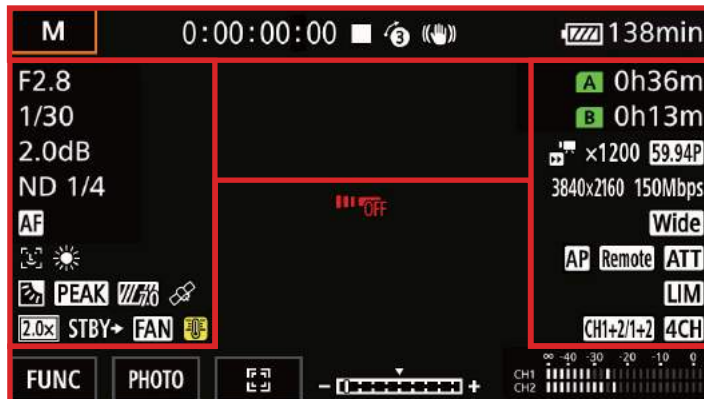 M 0:00:00:00 3 138min
F2.8 A 0h36m
1/30 B 0h13m
2.0dB ×1200 59.94P
ND 1/4 3840x2160 150Mbps
OFF
AF Wide
AP Remote ATT
PEAK 70 LIM
2.0x STBY FAN CH1+2/1+2 4CH
FUNC PHOTO - + ∞ -40 -30 -20 -10 0
CH1
CH2